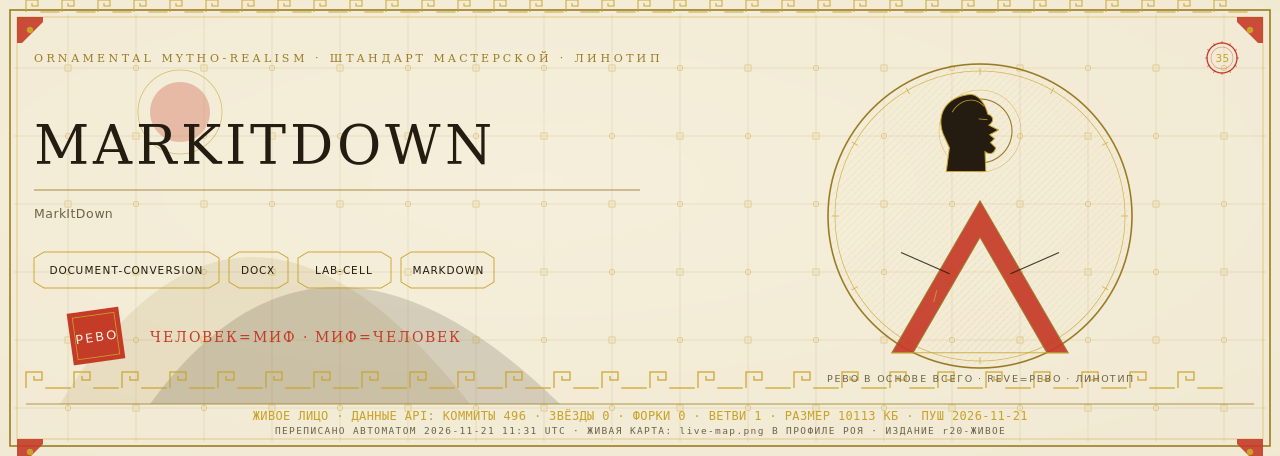 ORNAMENTAL MYTHO-REALISM · ШТАНДАРТ МАСТЕРСКОЙ · ЛИНОТИП
35
MARKITDOWN
MarkItDown
DOCUMENT-CONVERSION
DOCX
LAB-CELL
MARKDOWN
РЕВО
ЧЕЛОВЕК=МИФ · МИФ=ЧЕЛОВЕК
РЕВО В ОСНОВЕ ВСЕГО · REVE=РЕВО · ЛИНОТИП
ЖИВОЕ ЛИЦО · ДАННЫЕ API: КОММИТЫ 496 · ЗВЁЗДЫ 0 · ФОРКИ 0 · ВЕТВИ 1 · РАЗМЕР 10113 КБ · ПУШ 2026-11-21
ПЕРЕПИСАНО АВТОМАТОМ 2026-11-21 11:31 UTC · ЖИВАЯ КАРТА: live-map.png В ПРОФИЛЕ РОЯ · ИЗДАНИЕ r20-ЖИВОЕ